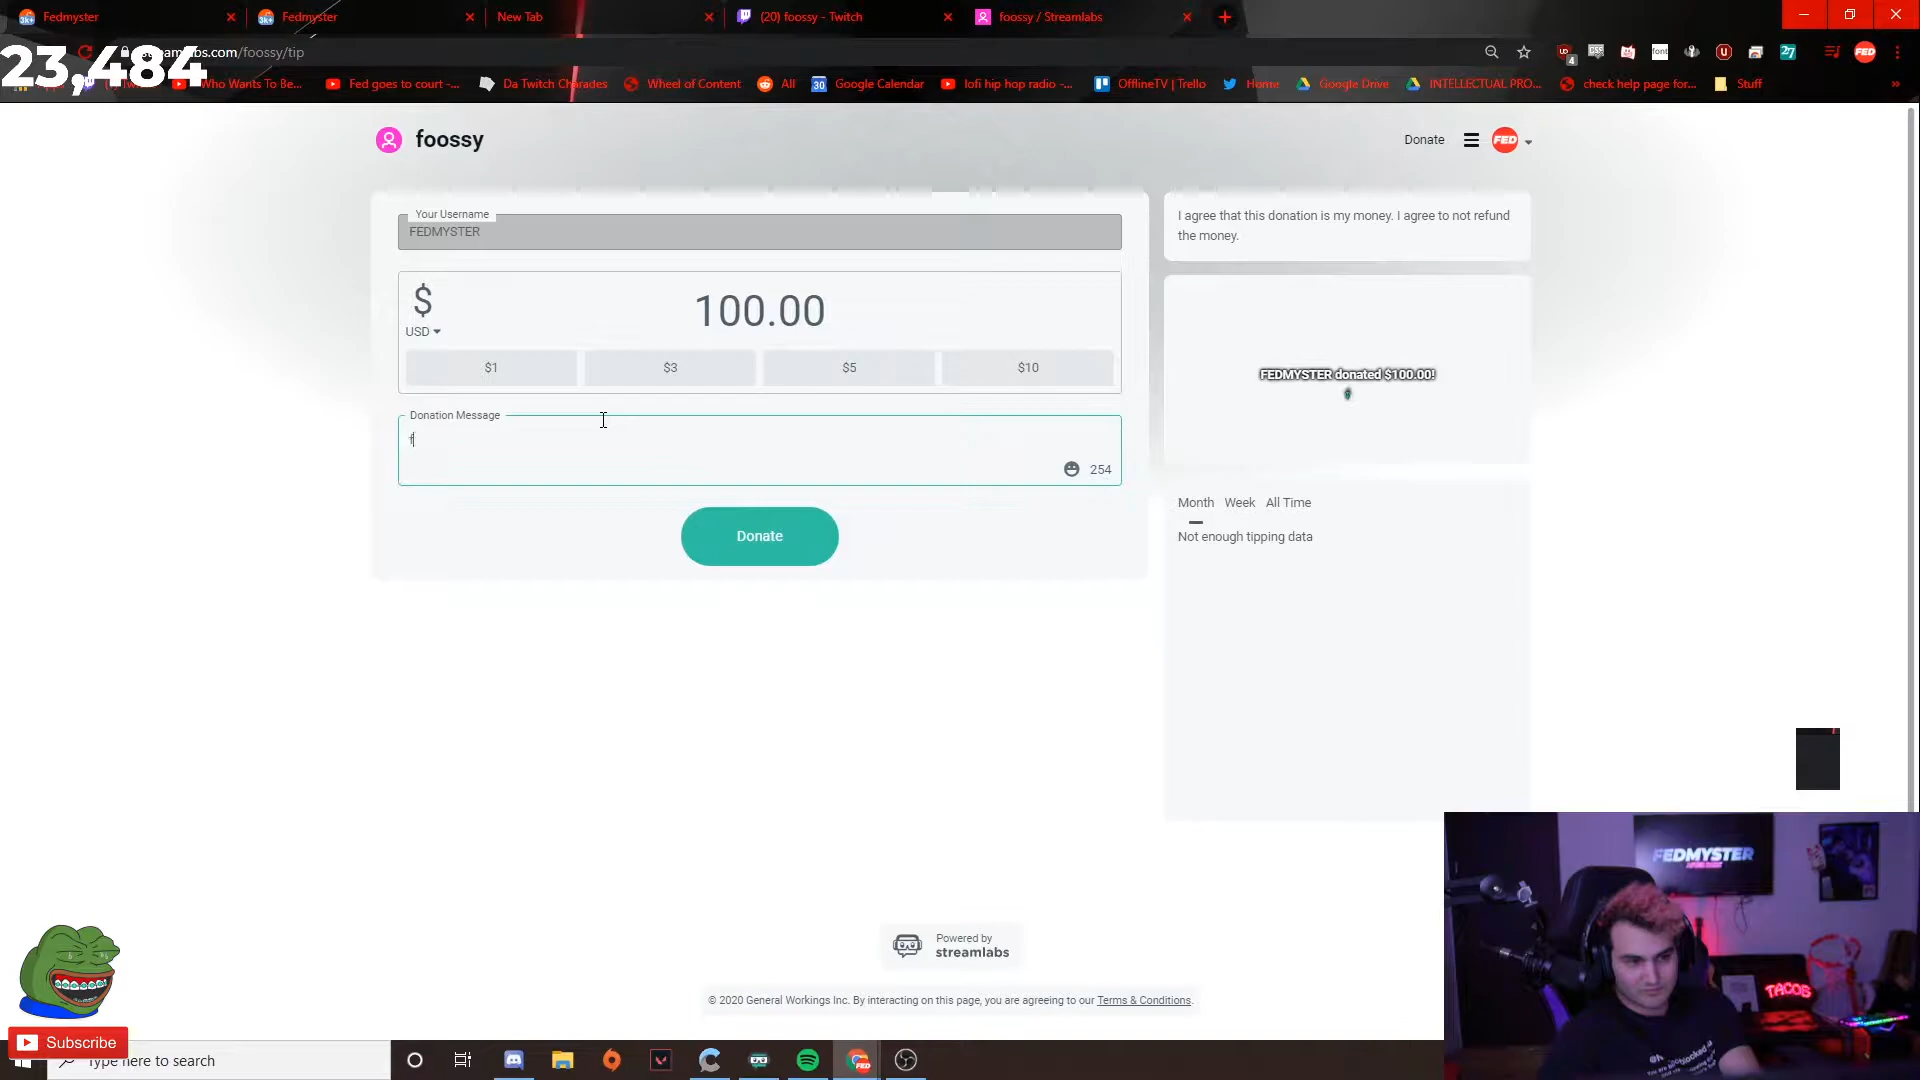 Fedmyster
Fedmyster
New Tab
(20) foossy - Twitch
foossy / Streamlabs
23,484
streamlabs.com/foossy/tip
Who Wants To Be...
Fed goes to court -...
Da Twitch Charades
Wheel of Content
All
Google Calendar
lofi hip hop radio -...
OfflineTV | Trello
Home
Google Drive
INTELLECTUAL PRO...
check help page for...
Stuff
foossy
Donate
FED
Your Username
FEDMYSTER
$
USD
100.00
$1
$3
$5
$10
Donation Message
f
254
Donate
I agree that this donation is my money. I agree to not refund
the money.
FEDMYSTER donated $100.00!
Month Week All Time
Not enough tipping data
Powered by
streamlabs
© 2020 General Workings Inc. By interacting on this page, you are agreeing to our Terms & Conditions.
FEDMYSTER
TACOS
Subscribe
Type here to search